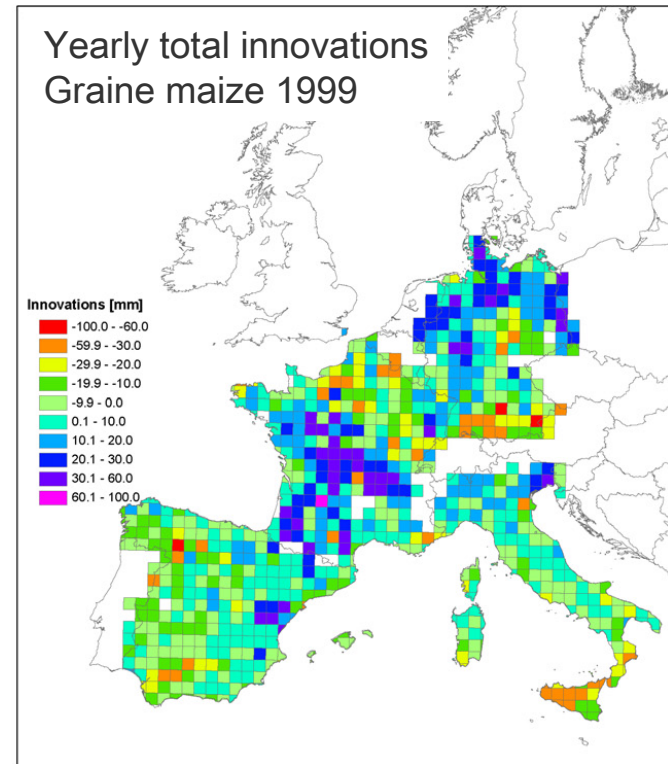 Yearly total innovations
Graine maize 1999
Innovations [mm]
-100.0 - -60.0
-59.9 - -30.0
-29.9 - -20.0
-19.9 - -10.0
-9.9 - 0.0
0.1 - 10.0
10.1 - 20.0
20.1 - 30.0
30.1 - 60.0
60.1 - 100.0